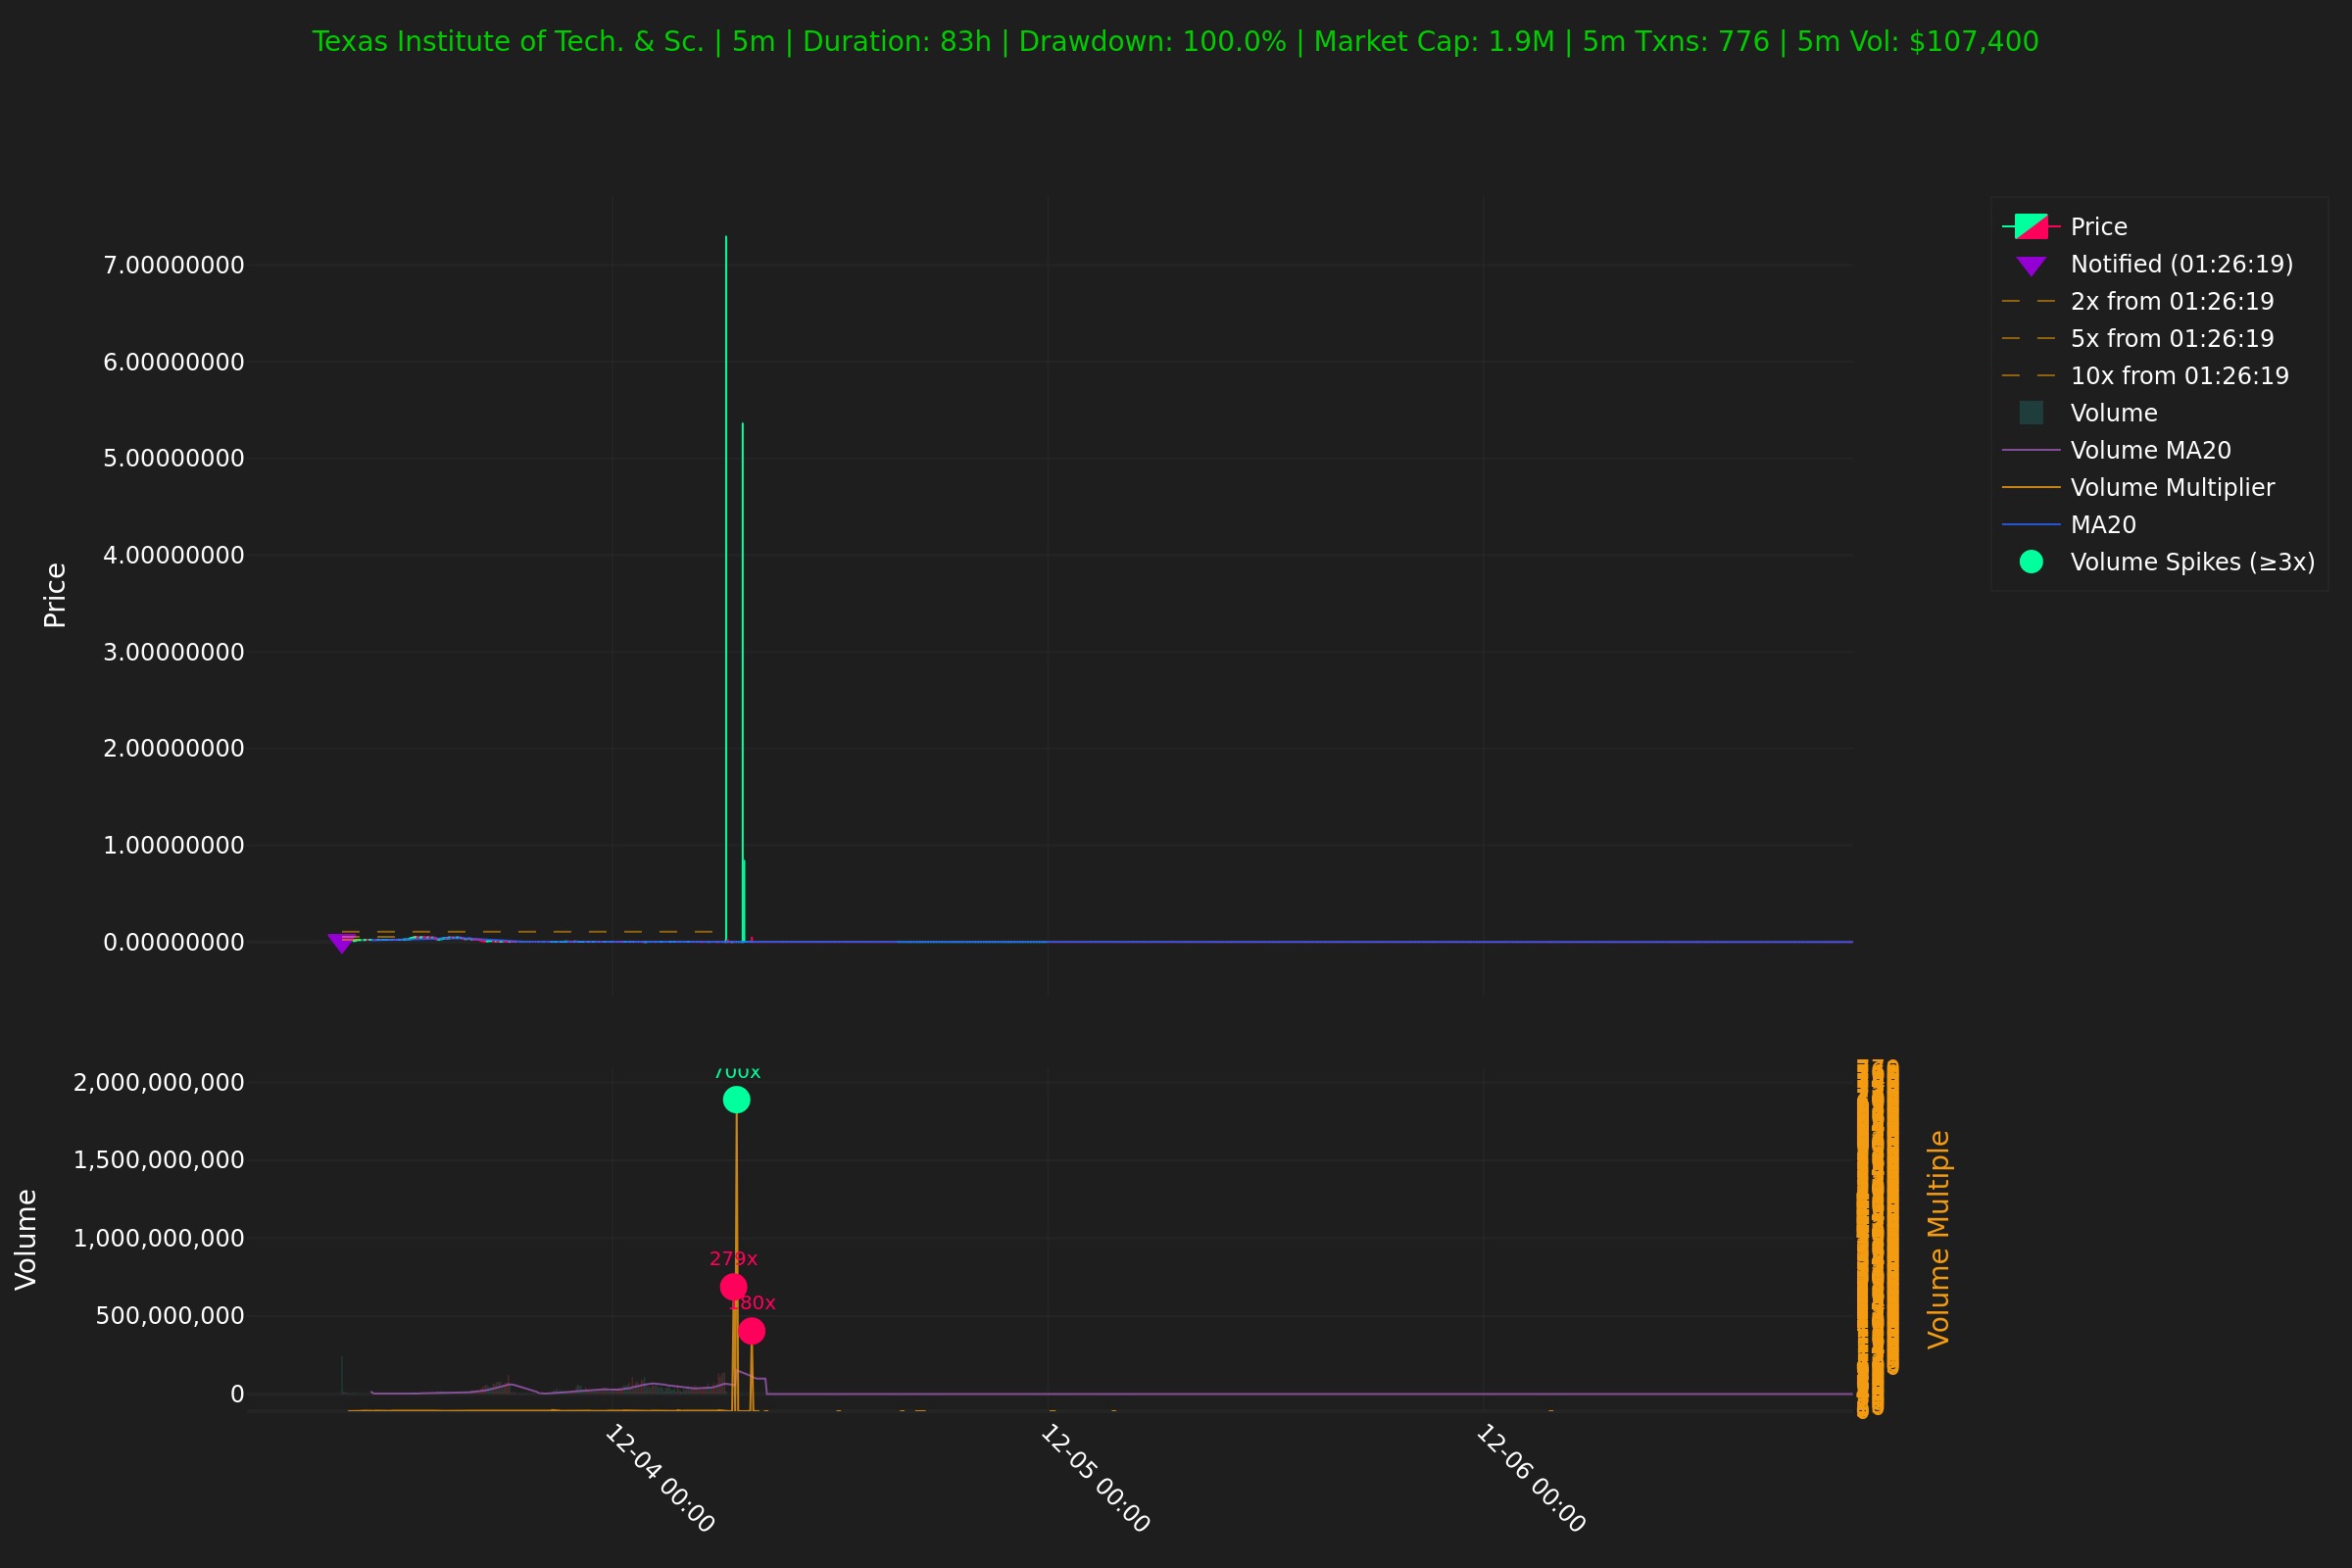 Texas Institute of Tech. & Sc. | 5m | Duration: 83h | Drawdown: 100.0% | Market Cap: 1.9M | 5m Txns: 776 | 5m Vol: $107,400
Price
7.00000000
6.00000000
5.00000000
4.00000000
3.00000000
2.00000000
1.00000000
0.00000000
Price
Notified (01:26:19)
2x from 01:26:19
5x from 01:26:19
10x from 01:26:19
Volume
Volume MA20
Volume Multiplier
MA20
Volume Spikes (≥3x)
Volume
2,000,000,000
1,500,000,000
1,000,000,000
500,000,000
0
279x
Volume Multiple
12-04 00:00
12-05 00:00
12-06 00:00